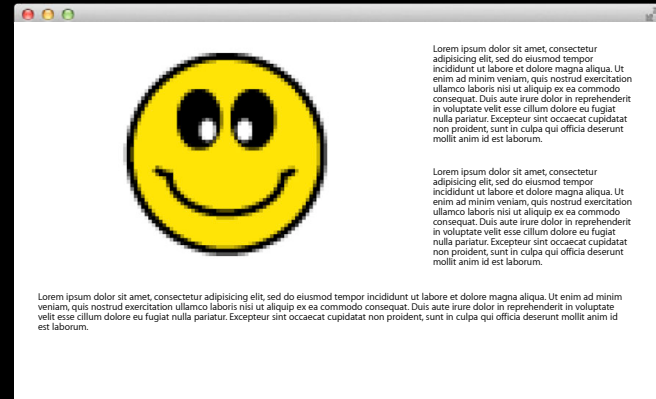 Lorem ipsum dolor sit amet, consectetur
adipisicing elit, sed do eiusmod tempor
incididunt ut labore et dolore magna aliqua. Ut
enim ad minim veniam, quis nostrud exercitation
ullamco laboris nisi ut aliquip ex ea commodo
consequat. Duis aute irure dolor in reprehenderit
in voluptate velit esse cillum dolore eu fugiat
nulla pariatur. Excepteur sint occaecat cupidatat
non proident, sunt in culpa qui officia deserunt
mollit anim id est laborum.
Lorem ipsum dolor sit amet, consectetur
adipisicing elit, sed do eiusmod tempor
incididunt ut labore et dolore magna aliqua. Ut
enim ad minim veniam, quis nostrud exercitation
ullamco laboris nisi ut aliquip ex ea commodo
consequat. Duis aute irure dolor in reprehenderit
in voluptate velit esse cillum dolore eu fugiat
nulla pariatur. Excepteur sint occaecat cupidatat
non proident, sunt in culpa qui officia deserunt
mollit anim id est laborum.
Lorem ipsum dolor sit amet, consectetur adipisicing elit, sed do eiusmod tempor incididunt ut labore et dolore magna aliqua. Ut enim ad minim
veniam, quis nostrud exercitation ullamco laboris nisi ut aliquip ex ea commodo consequat. Duis aute irure dolor in reprehenderit in voluptate
velit esse cillum dolore eu fugiat nulla pariatur. Excepteur sint occaecat cupidatat non proident, sunt in culpa qui officia deserunt mollit anim id
est laborum.